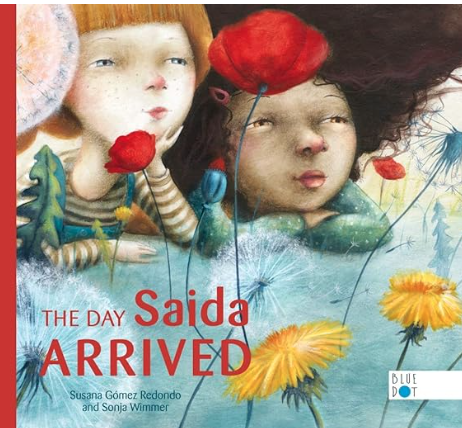 THE DAY Saida
ARRIVED
Susana Gómez Redondo
and Sonja Wimmer
BLUE
DOT